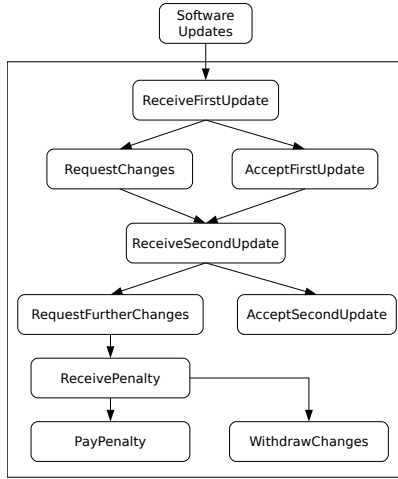 Software
Updates
ReceiveFirstUpdate
RequestChanges
AcceptFirstUpdate
ReceiveSecondUpdate
RequestFurtherChanges
AcceptSecondUpdate
ReceivePenalty
PayPenalty
WithdrawChanges